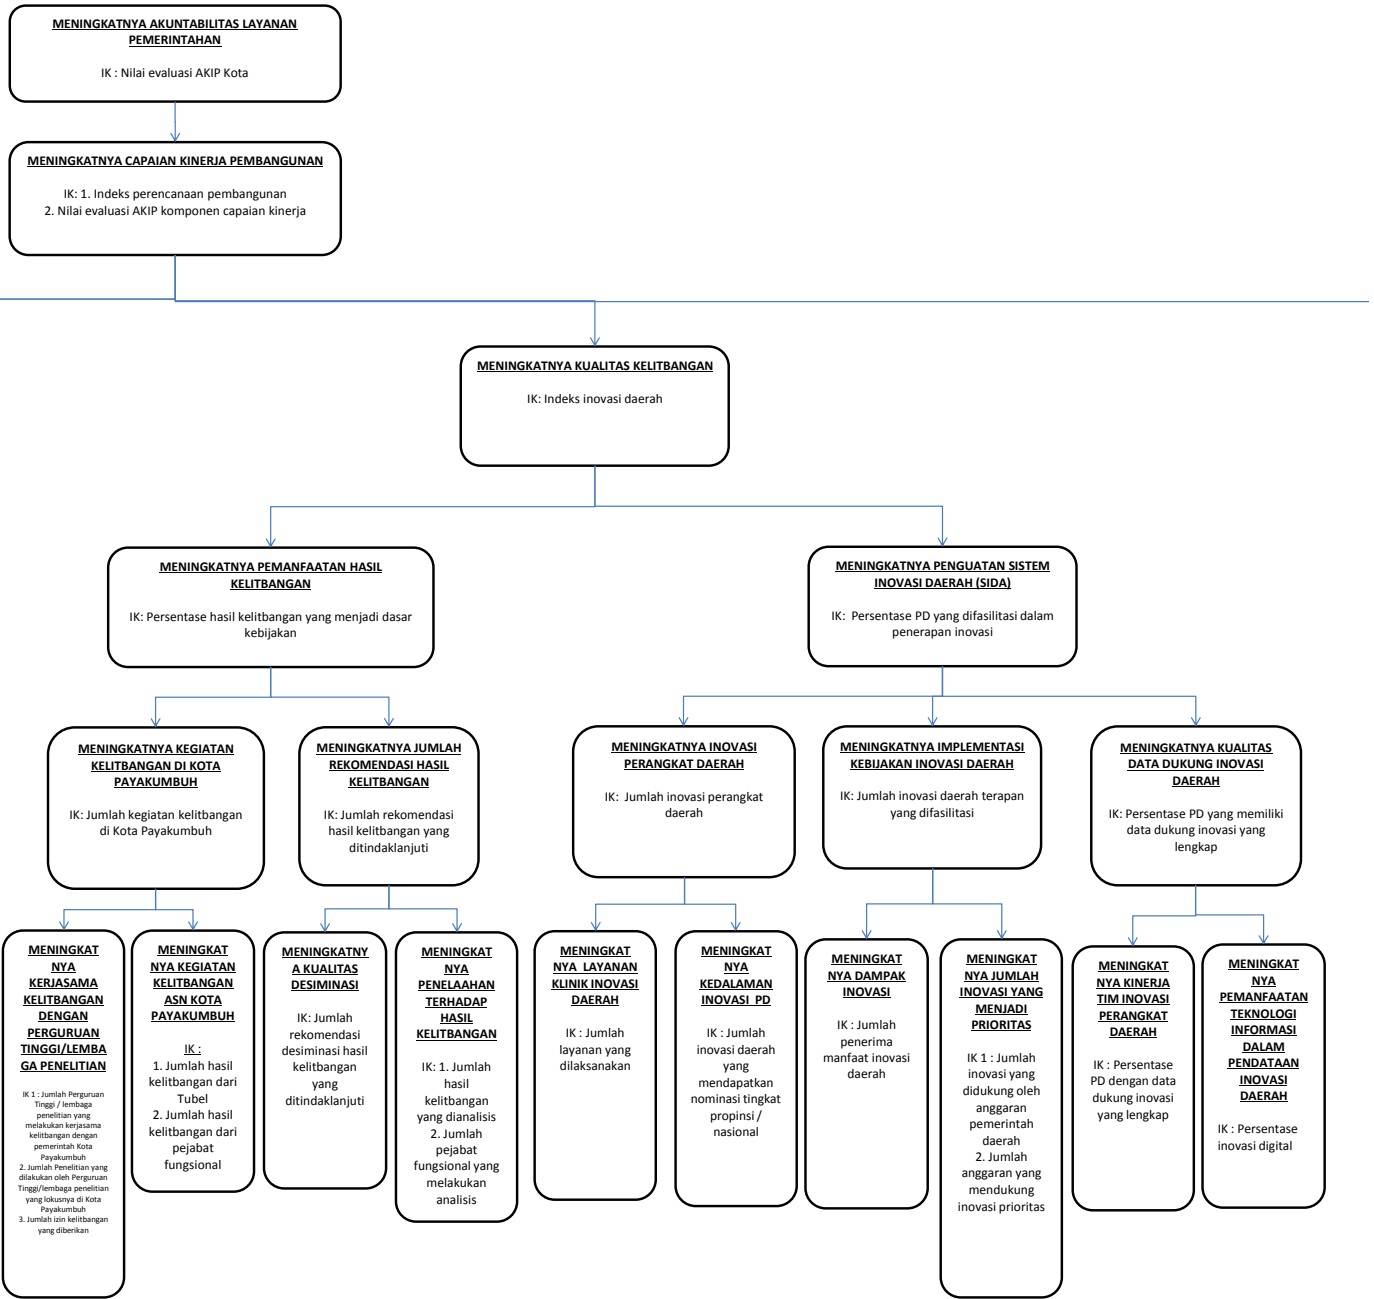 MENINGKATNYA AKUNTABILITAS LAYANAN
PEMERINTAHAN
IK : Nilai evaluasi AKIP Kota
MENINGKATNYA CAPAIAN KINERJA PEMBANGUNAN
IK: 1. Indeks perencanaan pembangunan
2. Nilai evaluasi AKIP komponen capaian kinerja
MENINGKATNYA KUALITAS KELITBANGAN
IK: Indeks inovasi daerah
MENINGKATNYA PEMANFAATAN HASIL
KELITBANGAN
IK: Persentase hasil kelitbangan yang menjadi dasar
kebijakan
MENINGKATNYA PENGUATAN SISTEM
INOVASI DAERAH (SIDA)
IK:  Persentase PD yang difasilitasi dalam
penerapan inovasi
MENINGKATNYA KEGIATAN
KELITBANGAN DI KOTA
PAYAKUMBUH
IK: Jumlah kegiatan kelitbangan
di Kota Payakumbuh
MENINGKATNYA JUMLAH
REKOMENDASI HASIL
KELITBANGAN
IK: Jumlah rekomendasi
hasil kelitbangan yang
ditindaklanjuti
MENINGKATNYA INOVASI
PERANGKAT DAERAH
IK:  Jumlah inovasi perangkat
daerah
MENINGKATNYA IMPLEMENTASI
KEBIJAKAN INOVASI DAERAH
IK: Jumlah inovasi daerah terapan
yang difasilitasi
MENINGKATNYA KUALITAS
DATA DUKUNG INOVASI
DAERAH
IK: Persentase PD yang memiliki
data dukung inovasi yang
lengkap
MENINGKAT
NYA
KERJASAMA
KELITBANGAN
DENGAN
PERGURUAN
TINGGI/LEMBA
GA PENELITIAN
IK 1 : Jumlah Perguruan
Tinggi / lembaga
penelitian yang
melakukan kerjasama
kelitbangan dengan
pemerintah Kota
Payakumbuh
2. Jumlah Penelitian yang
dilakukan oleh Perguruan
Tinggi/lembaga penelitian
yang lokusnya di Kota
Payakumbuh
3. Jumlah izin kelitbangan
yang diberikan
MENINGKAT
NYA KEGIATAN
KELITBANGAN
ASN KOTA
PAYAKUMBUH
IK :
1. Jumlah hasil
kelitbangan dari
Tubel
2. Jumlah hasil
kelitbangan dari
pejabat
fungsional
MENINGKATNY
A KUALITAS
DESIMINASI
IK: Jumlah
rekomendasi
desiminasi hasil
kelitbangan
yang
ditindaklanjuti
MENINGKAT
NYA
PENELAAHAN
TERHADAP
HASIL
KELITBANGAN
IK: 1. Jumlah
hasil
kelitbangan
yang dianalisis
2. Jumlah
pejabat
fungsional yang
melakukan
analisis
MENINGKAT
NYA  LAYANAN
KLINIK INOVASI
DAERAH
IK : Jumlah
layanan yang
dilaksanakan
MENINGKAT
NYA
KEDALAMAN
INOVASI  PD
IK : Jumlah
inovasi daerah
yang
mendapatkan
nominasi tingkat
propinsi /
nasional
MENINGKAT
NYA DAMPAK
INOVASI
IK : Jumlah
penerima
manfaat inovasi
daerah
MENINGKAT
NYA JUMLAH
INOVASI YANG
MENJADI
PRIORITAS
IK 1 : Jumlah
inovasi yang
didukung oleh
anggaran
pemerintah
daerah
2. Jumlah
anggaran yang
mendukung
inovasi prioritas
MENINGKAT
NYA KINERJA
TIM INOVASI
PERANGKAT
DAERAH
IK : Persentase
PD dengan data
dukung inovasi
yang lengkap
MENINGKAT
NYA
PEMANFAATAN
TEKNOLOGI
INFORMASI
DALAM
PENDATAAN
INOVASI
DAERAH
IK : Persentase
inovasi digital